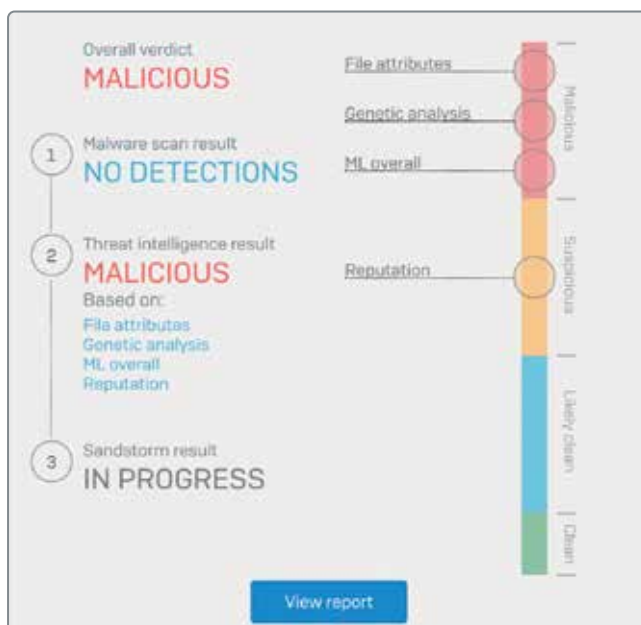 Overall verdict
MALICIOUS
1
Malware scan result
NO DETECTIONS
2
Threat intelligence result
MALICIOUS
Based on:
File attributes
Genetic analysis
ML overall
Reputation
3
Sandstorm result
IN PROGRESS
File attributes
Genetic analysis
ML overall
Reputation
Malicious
Suspicious
Likely clean
Clean
View report